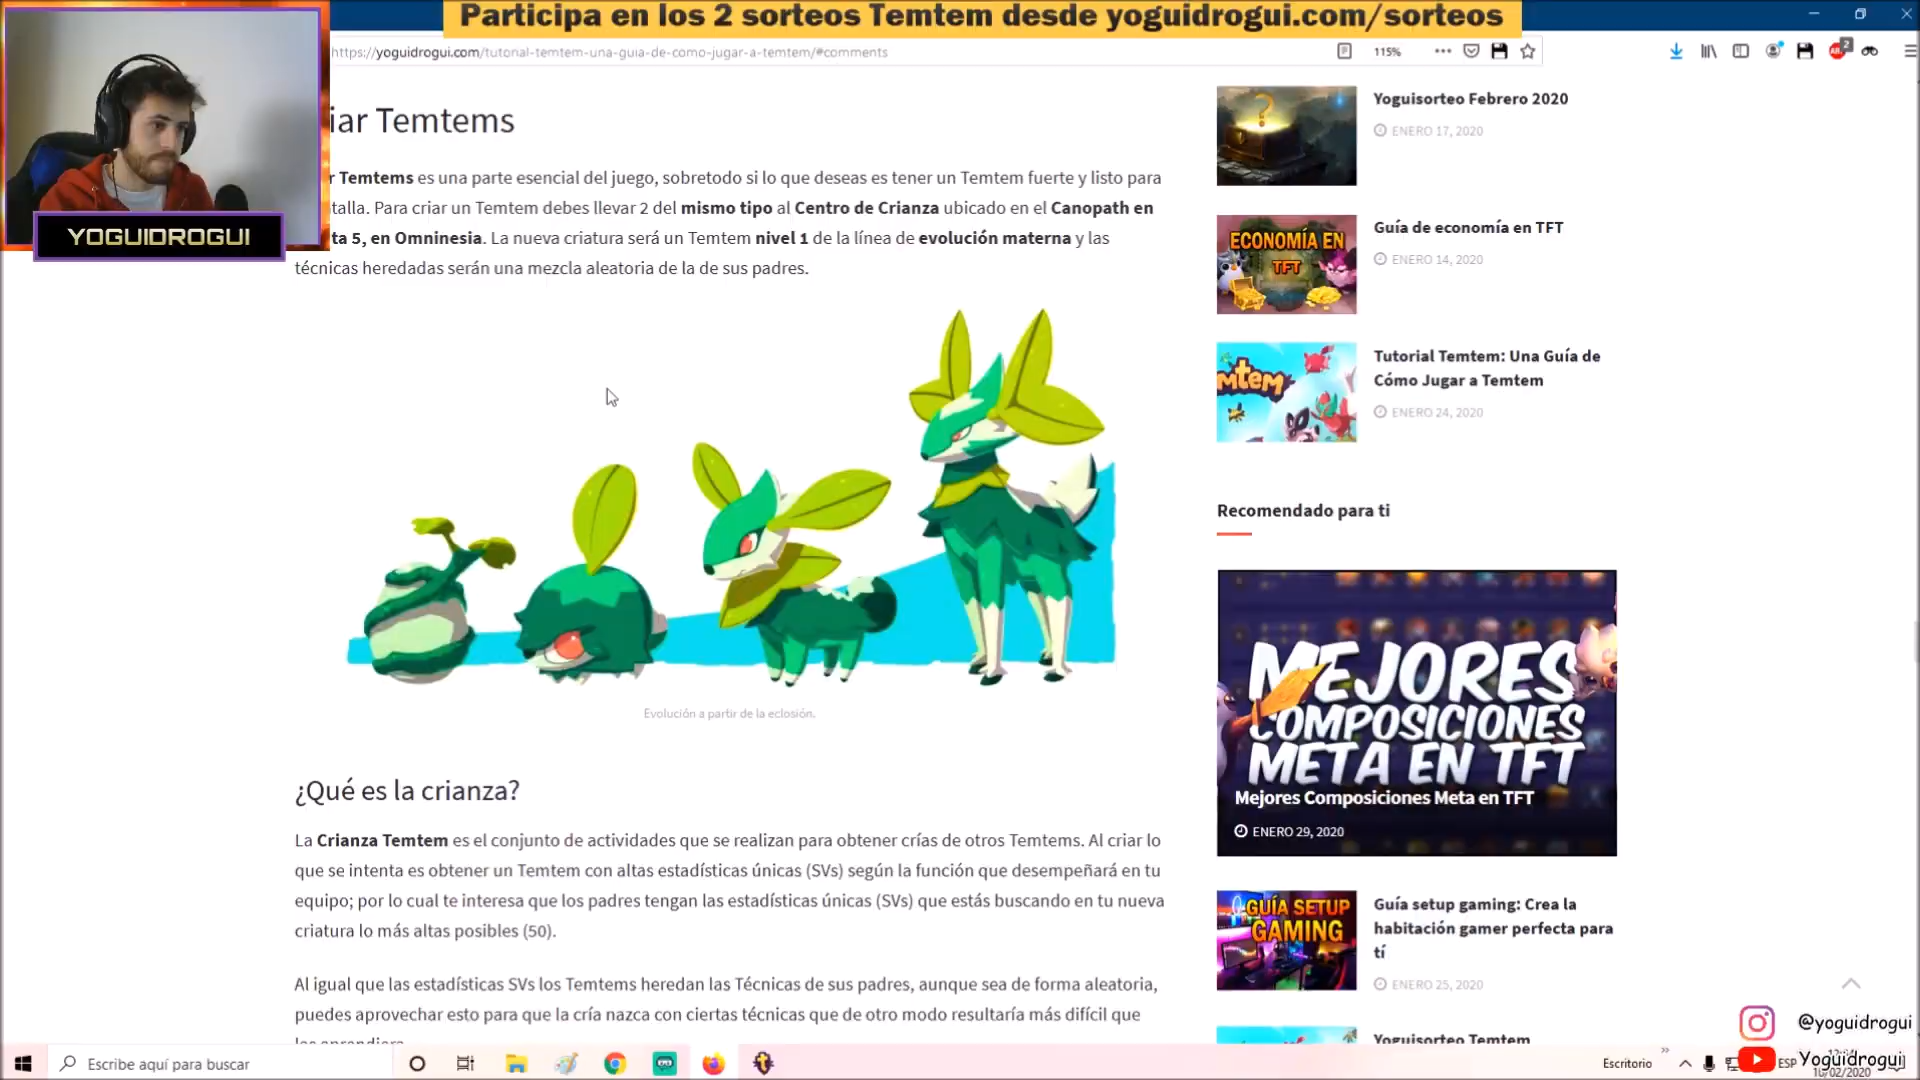 Participa en los 2 sorteos Temtem desde yoguidrogui.com/sorteos
https://yoguidrogui.com/tutorial-temtem-una-guia-de-como-jugar-a-temtem/#comments
115%
2
YOGUIDROGUI
iar Temtems
r Temtems es una parte esencial del juego, sobretodo si lo que deseas es tener un Temtem fuerte y listo para
talla. Para criar un Temtem debes llevar 2 del mismo tipo al Centro de Crianza ubicado en el Canopath en
ta 5, en Omninesia. La nueva criatura será un Temtem nivel 1 de la línea de evolución materna y las
técnicas heredadas serán una mezcla aleatoria de la de sus padres.
Evolución a partir de la eclosión.
¿Qué es la crianza?
La Crianza Temtem es el conjunto de actividades que se realizan para obtener crías de otros Temtems. Al criar lo
que se intenta es obtener un Temtem con altas estadísticas únicas (SVs) según la función que desempeñará en tu
equipo; por lo cual te interesa que los padres tengan las estadísticas únicas (SVs) que estás buscando en tu nueva
criatura lo más altas posibles (50).
Al igual que las estadísticas SVs los Temtems heredan las Técnicas de sus padres, aunque sea de forma aleatoria,
puedes aprovechar esto para que la cría nazca con ciertas técnicas que de otro modo resultaría más difícil que
Yoguisorteo Febrero 2020
ENERO 17, 2020
ECONOMÍA EN
TFT
Guía de economía en TFT
ENERO 14, 2020
mtem
Tutorial Temtem: Una Guía de
Cómo Jugar a Temtem
ENERO 24, 2020
Recomendado para ti
MEJORES
COMPOSICIONES
META EN TFT
Mejores Composiciones Meta en TFT
ENERO 29, 2020
GUÍA SETUP
GAMING
Guía setup gaming: Crea la
habitación gamer perfecta para
tí
ENERO 25, 2020
Yoguisorteo Temtem
@yoguidrogui
Yoguidrogui
Escribe aquí para buscar
Escritorio
ESP
10/02/2020